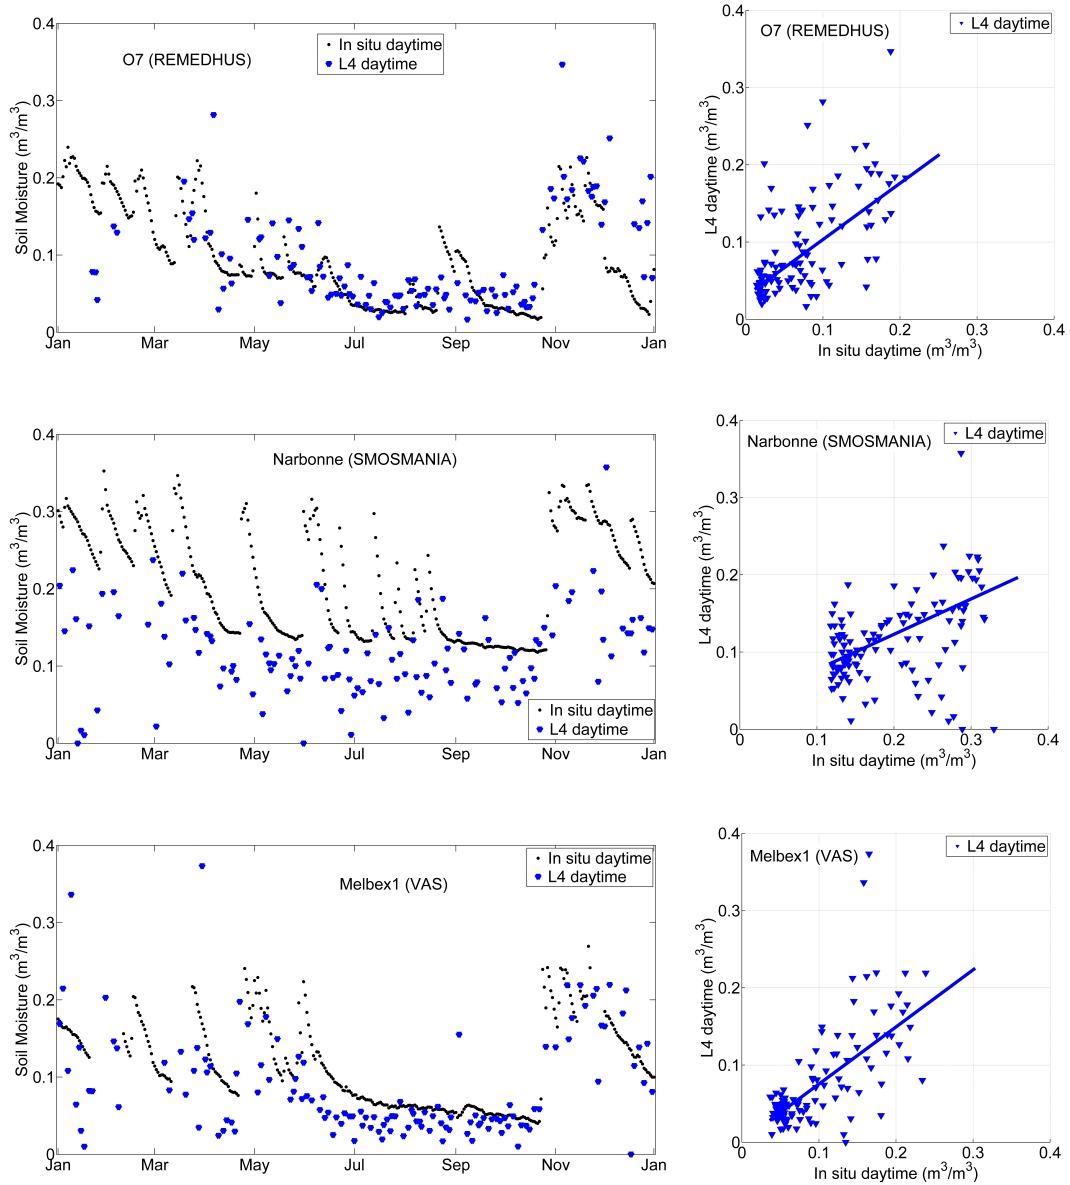 O7 (REMEDHUS)
In situ daytime
L4 daytime
Soil Moisture (m³/m³)
0.4
0.3
0.2
0.1
0
Jan Mar May Jul Sep Nov Jan
O7 (REMEDHUS)
L4 daytime
L4 daytime (m³/m³)
0.4
0.3
0.2
0.1
0
0 0.1 0.2 0.3 0.4
In situ daytime (m³/m³)
Narbonne (SMOSMANIA)
Soil Moisture (m³/m³)
0.4
0.3
0.2
0.1
0
In situ daytime
L4 daytime
Jan Mar May Jul Sep Nov Jan
Narbonne (SMOSMANIA)
L4 daytime
L4 daytime (m³/m³)
0.4
0.3
0.2
0.1
0
0 0.1 0.2 0.3 0.4
In situ daytime (m³/m³)
Melbex1 (VAS)
In situ daytime
L4 daytime
Soil Moisture (m³/m³)
0.4
0.3
0.2
0.1
0
Jan Mar May Jul Sep Nov Jan
Melbex1 (VAS)
L4 daytime
L4 daytime (m³/m³)
0.4
0.3
0.2
0.1
0
0 0.1 0.2 0.3 0.4
In situ daytime (m³/m³)